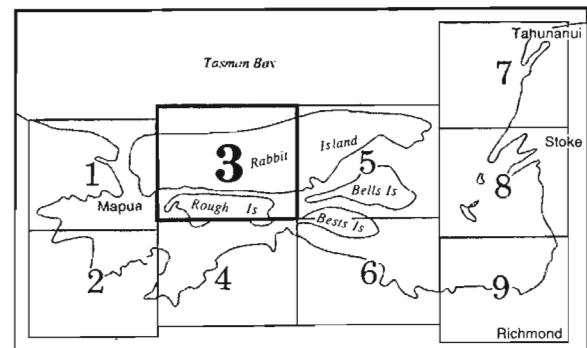 Tahunanui
Tasman Bay
7
Stoke
3
Rabbit
Island
1
5
Bells Is
8
Mapua
Rough Is
Bests Is
2
4
6
9
Richmond